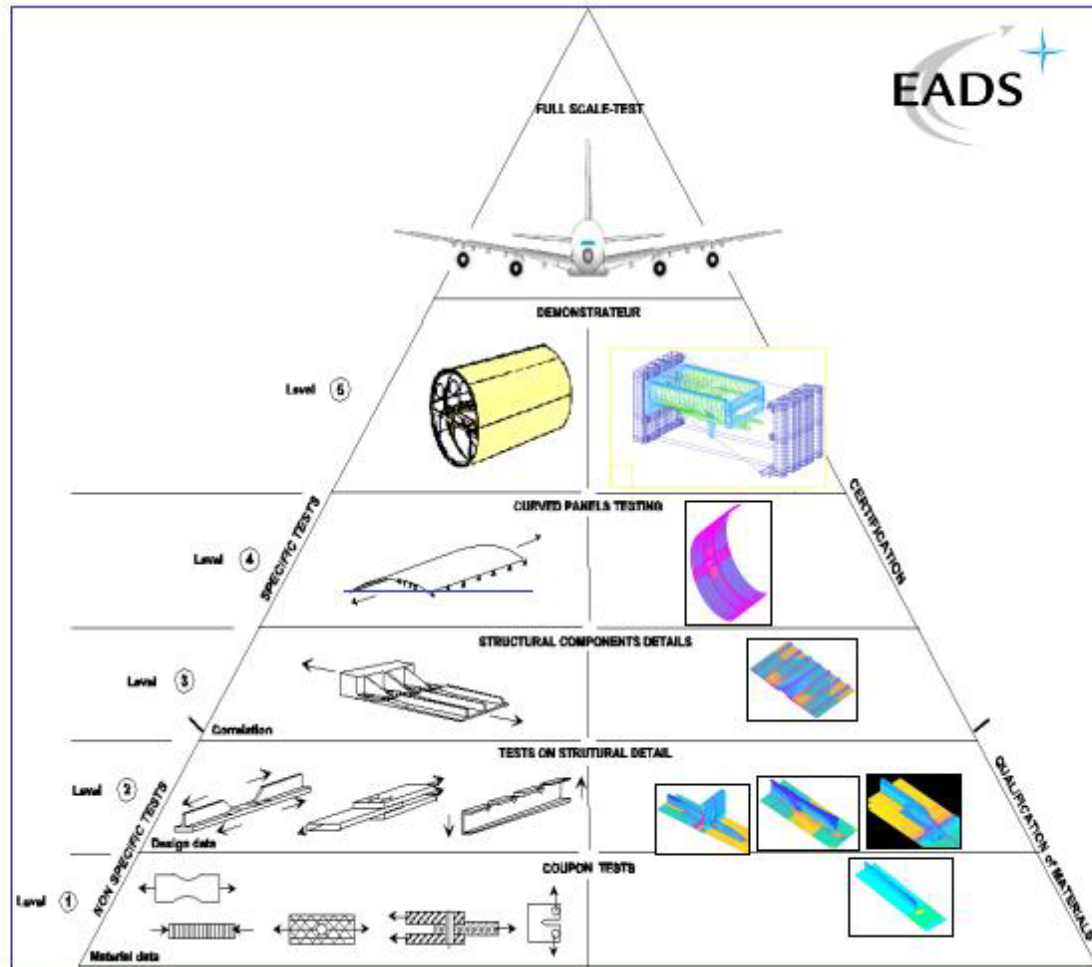 EADS
FULL SCALE-TEST
DEMONSTRATEUR
Level 5
CURVED PANELS TESTING
Level 4
SPECIFIC TESTS
CERTIFICATION
STRUCTURAL COMPONENTS DETAILS
Level 3
Correlation
TESTS ON STRUTURAL DETAIL
Level 2
Design data
NON SPECIFIC TESTS
QUALIFICATION of MATERIALS
COUPON TESTS
Level 1
Material data